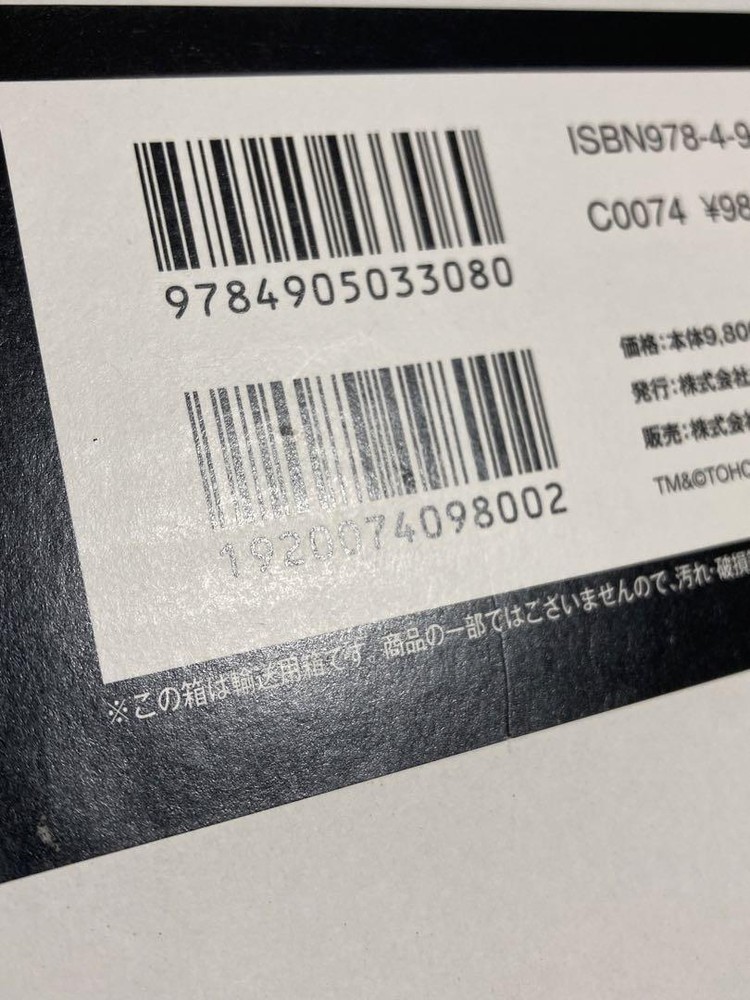 9784905033080
ISBN978-4-9
C0074 ¥98
1920074098002
価格:本体9,80
発行:株式会社
販売:株式会社
TM&©TOHO
※この箱は輸送用箱です。商品の一部ではございませんので、汚れ・破損